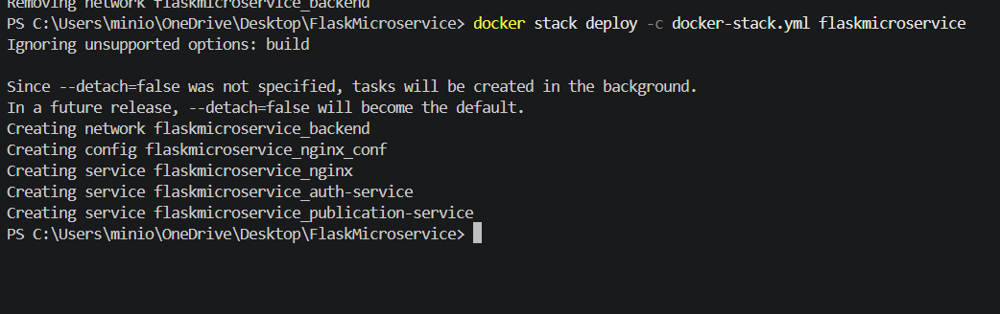 Removing network flaskmicroservice_backend
PS C:\Users\minio\OneDrive\Desktop\FlaskMicroservice> docker stack deploy -c docker-stack.yml flaskmicroservice
Ignoring unsupported options: build
Since --detach=false was not specified, tasks will be created in the background.
In a future release, --detach=false will become the default.
Creating network flaskmicroservice_backend
Creating config flaskmicroservice_nginx_conf
Creating service flaskmicroservice_nginx
Creating service flaskmicroservice_auth-service
Creating service flaskmicroservice_publication-service
PS C:\Users\minio\OneDrive\Desktop\FlaskMicroservice>